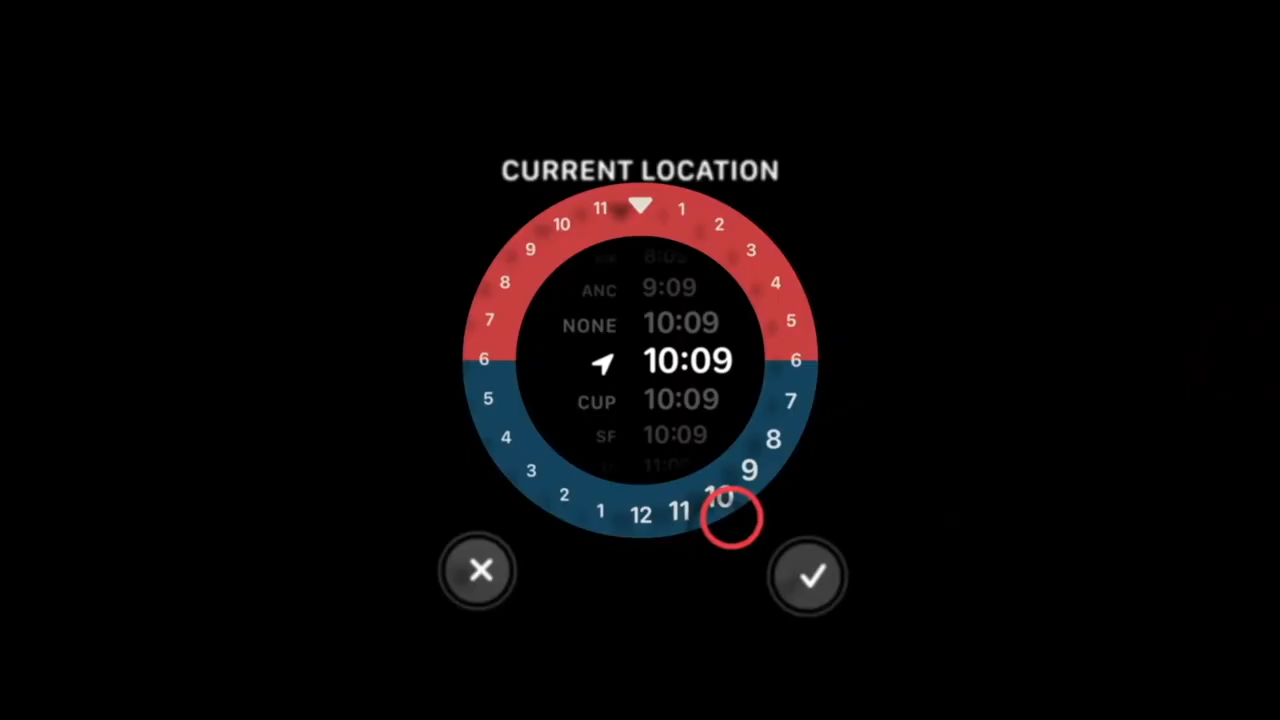 CURRENT LOCATION
11 1
10 2
9 3
8 4
7 5
6 6
5 7
4 8
3 9
2 10
1 12 11
8:05
ANC 9:09
NONE 10:09
10:09
CUP 10:09
SF 10:09